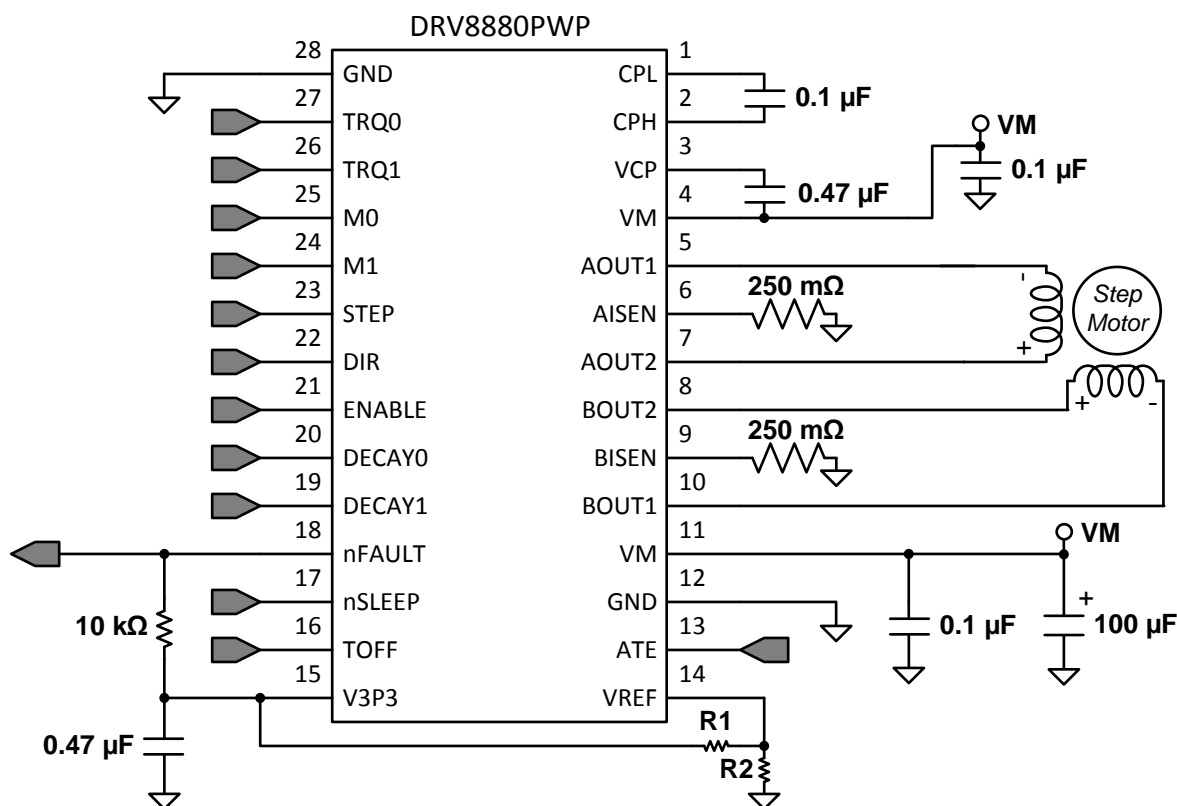 DRV8880PWP
28
GND
1
CPL
0.1 µF
27
TRQ0
2
CPH
VM
26
TRQ1
3
VCP
0.47 µF
0.1 µF
25
M0
4
VM
24
M1
5
AOUT1
-
23
STEP
6
AISEN
250 mΩ
Step
Motor
22
DIR
7
AOUT2
+
21
ENABLE
8
BOUT2
+ -
20
DECAY0
9
BISEN
250 mΩ
19
DECAY1
10
BOUT1
18
nFAULT
11
VM
VM
17
nSLEEP
12
GND
10 kΩ
0.1 µF
+
100 µF
16
TOFF
13
ATE
15
V3P3
14
VREF
0.47 µF
R1
R2